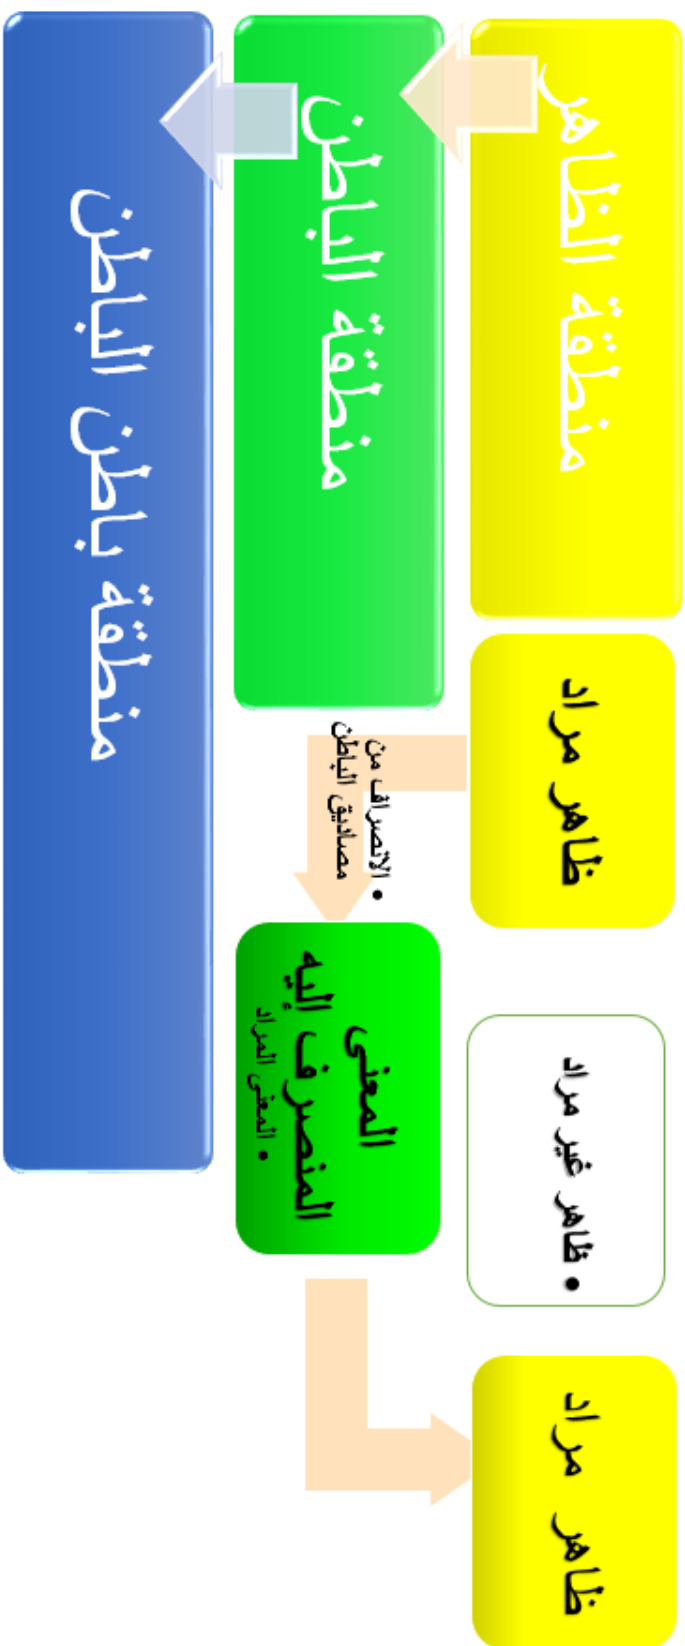 ظاهر مراد
• ظاهر غير مراد
ظاهر مراد
منطقة الظاهر
المعنى
المنصرف إليه
• المعنى المراد
• الانصراف من
مصاديق الباطن
منطقة الباطن
منطقة باطن الباطن